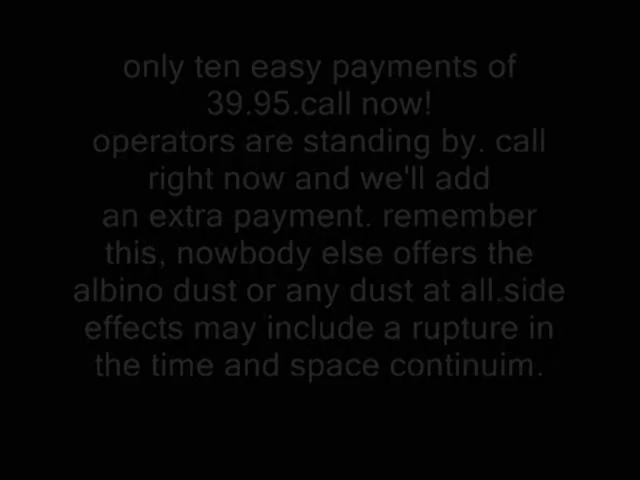 only ten easy payments of
39.95.call now!
operators are standing by. call
right now and we'll add
an extra payment. remember
this, nowbody else offers the
albino dust or any dust at all.side
effects may include a rupture in
the time and space continuim.